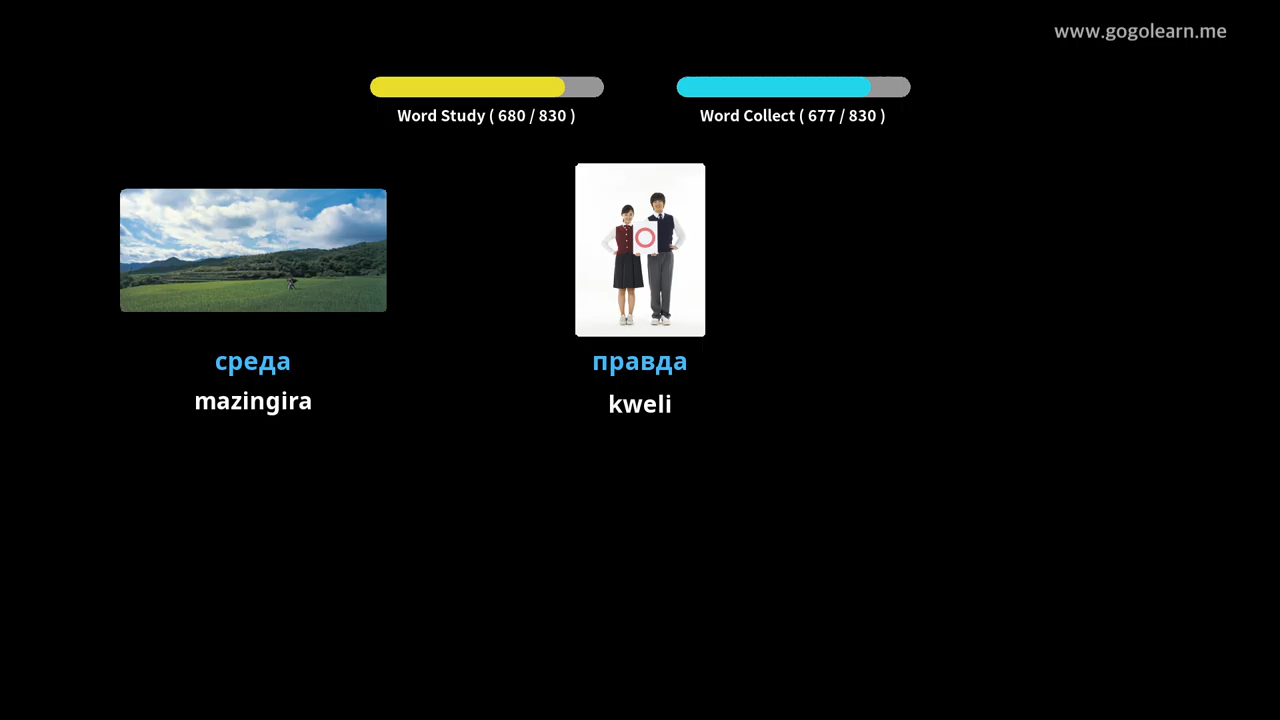 www.gogolearn.me
Word Study ( 680 / 830 )
Word Collect ( 677 / 830 )
среда
mazingira
правда
kweli